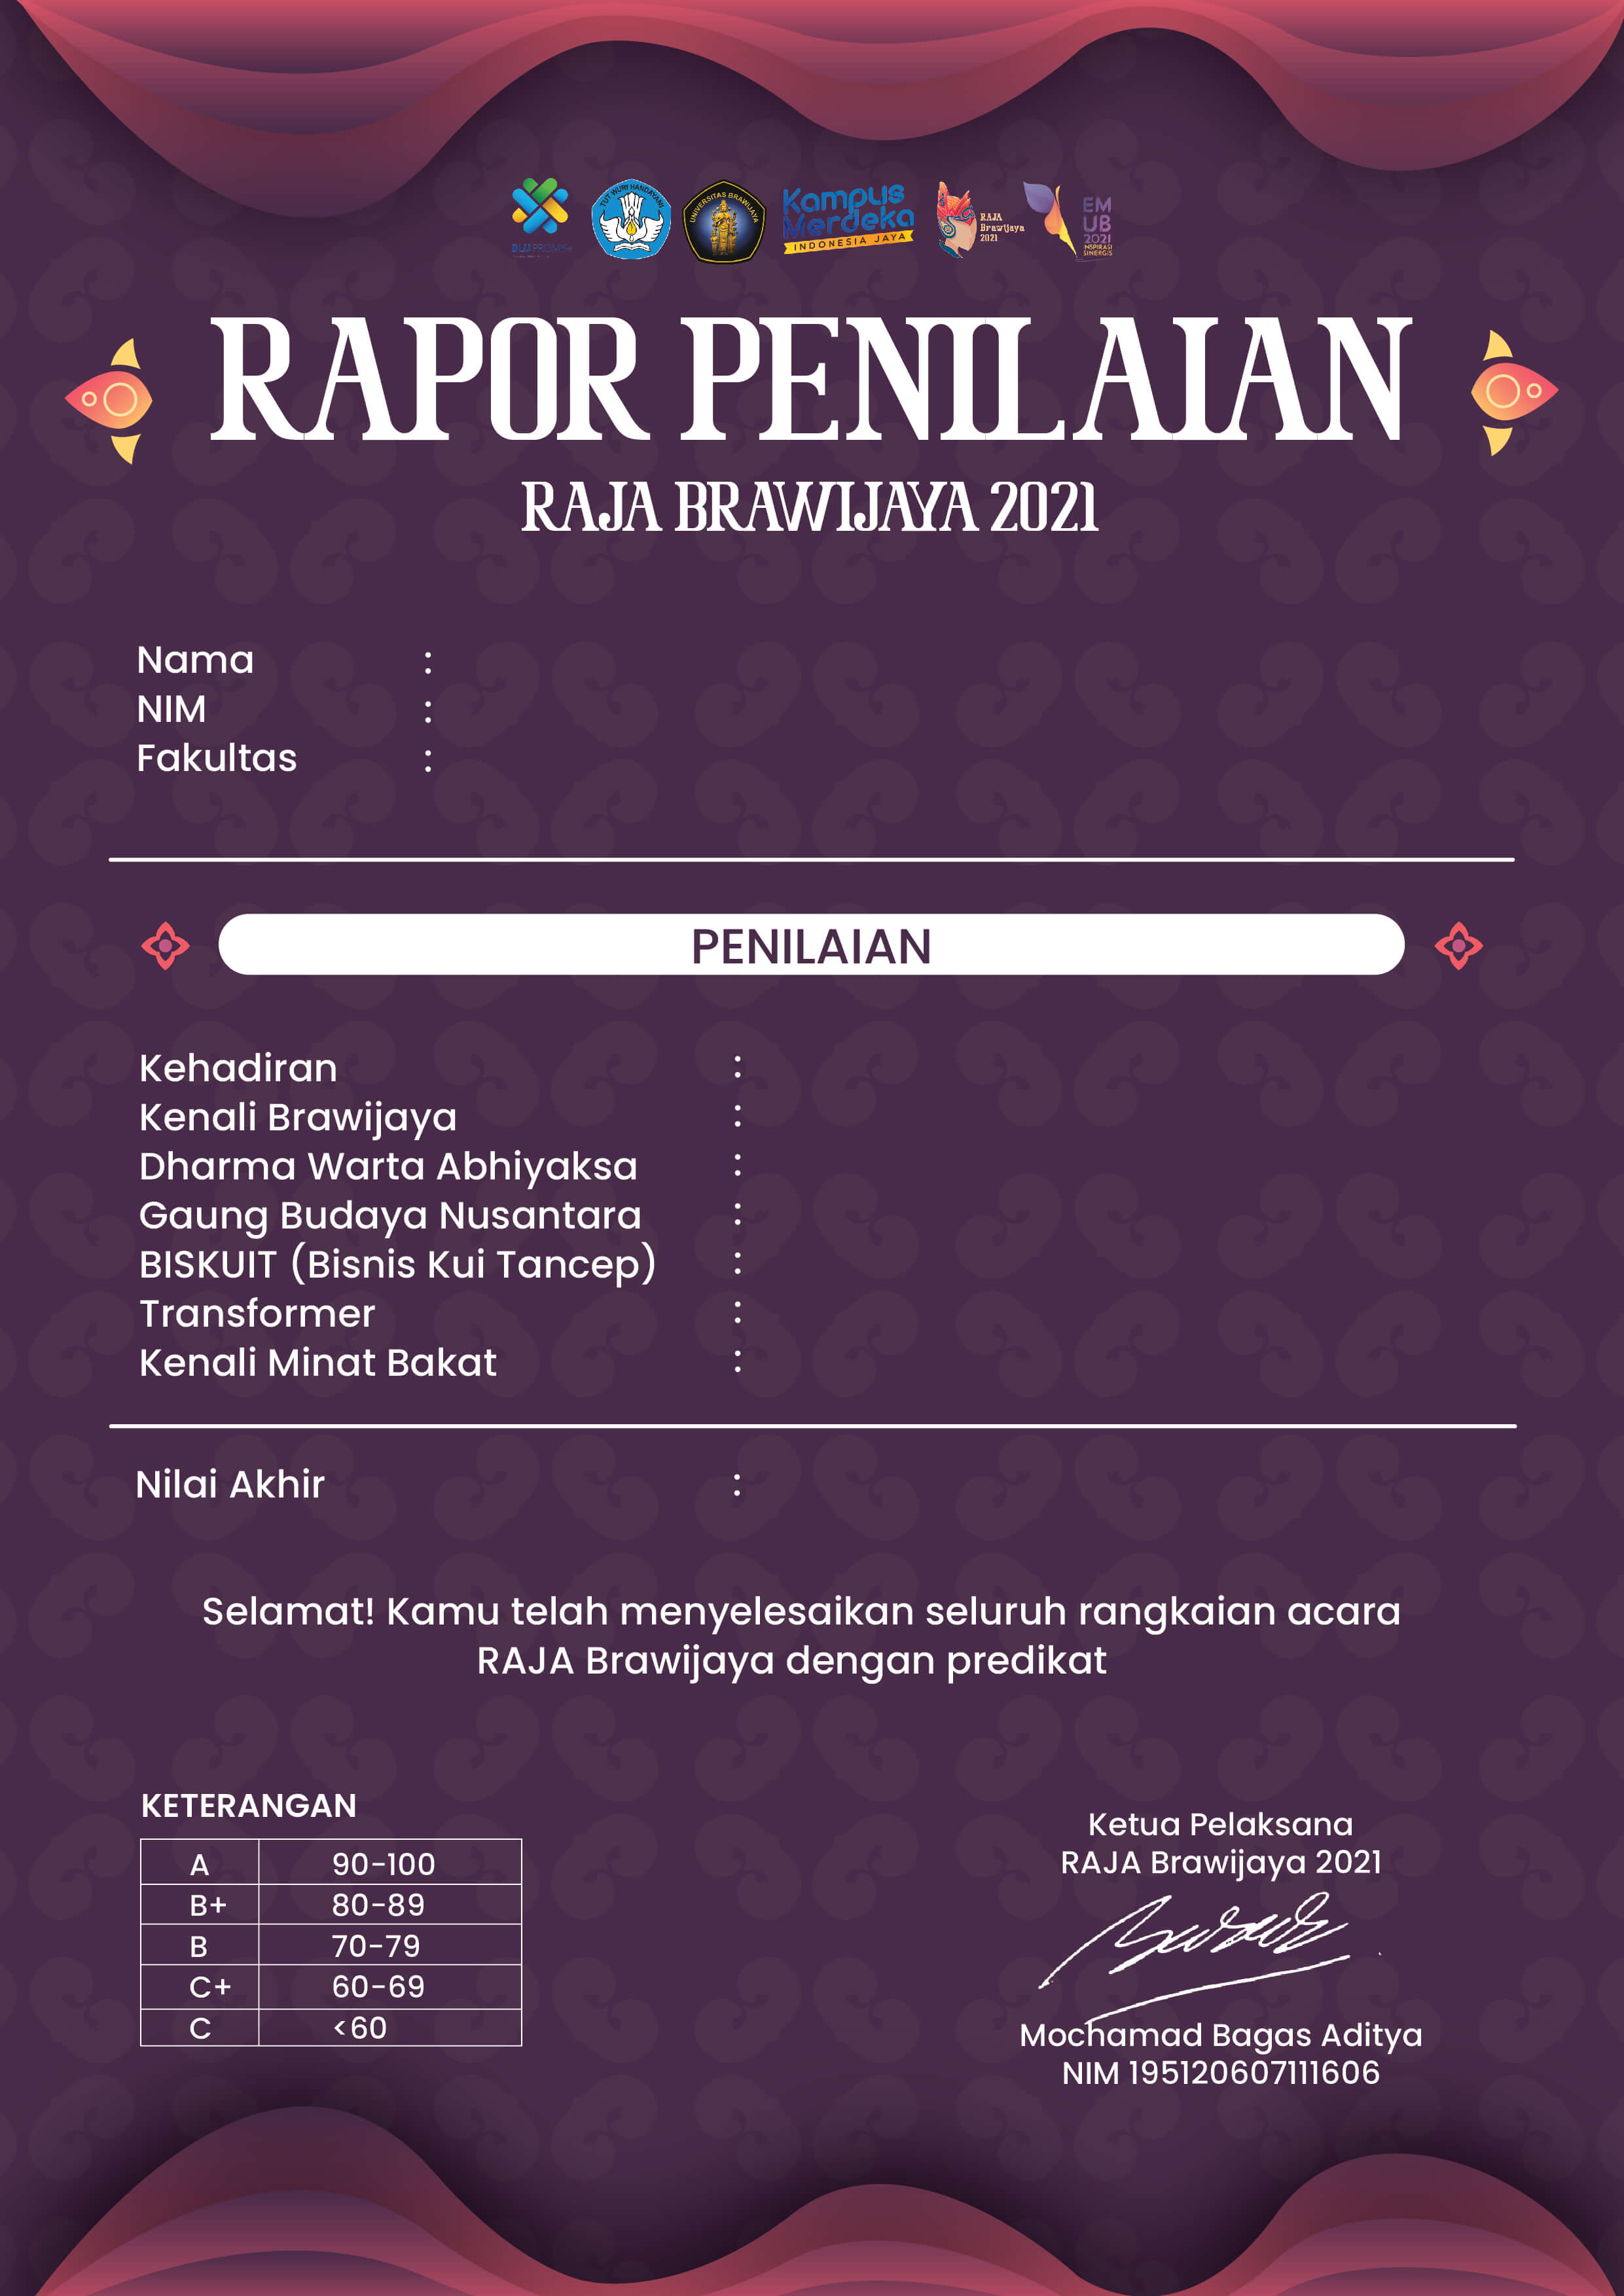 TUT WURI HANDAYANI
UNIVERSITAS BRAWIJAYA
Kampus
Merdeka
INDONESIA JAYA
RAJA
Brawijaya
2021
EM
UB
2021
INSPIRASI
SINERGIS
RAPOR PENILAIAN
RAJA BRAWIJAYA 2021
Nama :
NIM :
Fakultas :
PENILAIAN
Kehadiran :
Kenali Brawijaya :
Dharma Warta Abhiyaksa :
Gaung Budaya Nusantara :
BISKUIT (Bisnis Kui Tancep) :
Transformer :
Kenali Minat Bakat :
Nilai Akhir :
Selamat! Kamu telah menyelesaikan seluruh rangkaian acara
RAJA Brawijaya dengan predikat
KETERANGAN
A 90-100
B+ 80-89
B 70-79
C+ 60-69
C <60
Ketua Pelaksana
RAJA Brawijaya 2021
Mochamad Bagas Aditya
NIM 195120607111606